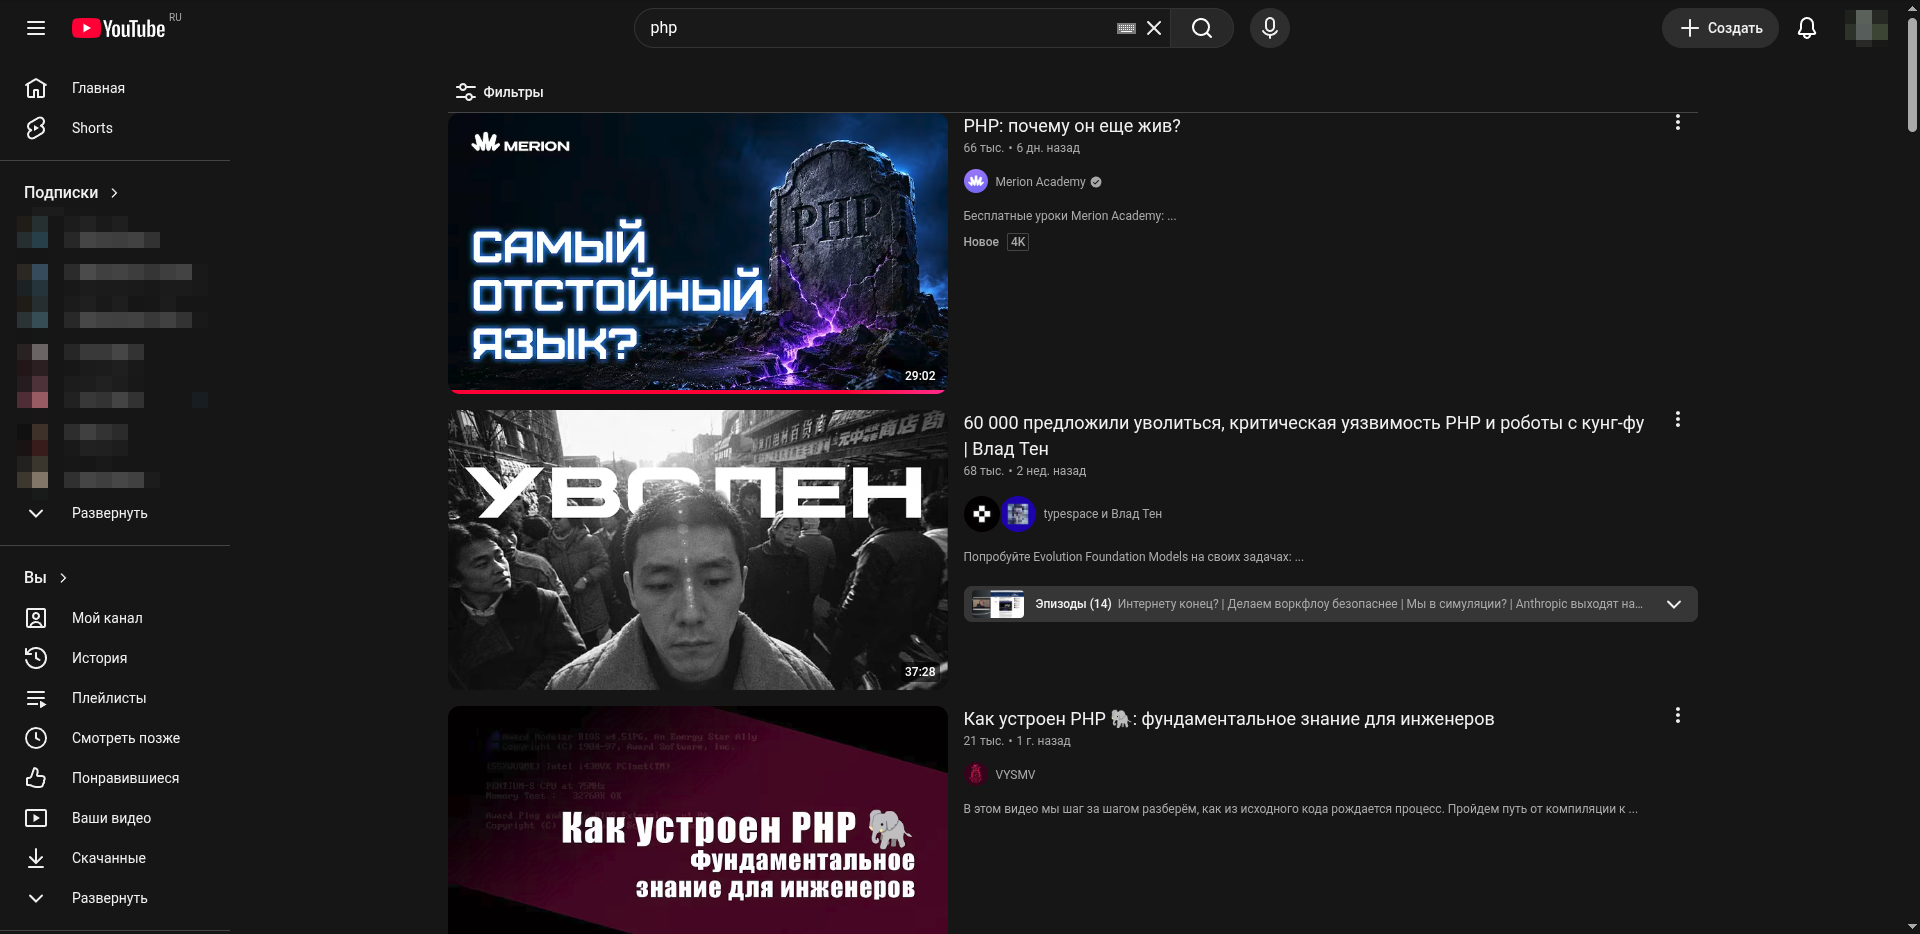 YouTube RU
php
Создать
Главная
Shorts
Подписки
Развернуть
Вы
Мой канал
История
Плейлисты
Смотреть позже
Понравившиеся
Ваши видео
Скачанные
Развернуть
Фильтры
MERION
PHP
САМЫЙ
ОТСТОЙНЫЙ
ЯЗЫК?
29:02
PHP: почему он еще жив?
66 тыс. • 6 дн. назад
Merion Academy
Бесплатные уроки Merion Academy: ...
Новое 4K
УВОЛЕН
37:28
60 000 предложили уволиться, критическая уязвимость PHP и роботы с кунг-фу
| Влад Тен
68 тыс. • 2 нед. назад
typespace и Влад Тен
Попробуйте Evolution Foundation Models на своих задачах: ...
Эпизоды (14) Интернету конец? | Делаем воркфлоу безопаснее | Мы в симуляции? | Anthropic выходят на...
Как устроен PHP 🐘
Фундаментальное
знание для инженеров
Как устроен PHP 🐘: фундаментальное знание для инженеров
21 тыс. • 1 г. назад
VYSMV
В этом видео мы шаг за шагом разберём, как из исходного кода рождается процесс. Пройдем путь от компиляции к ...